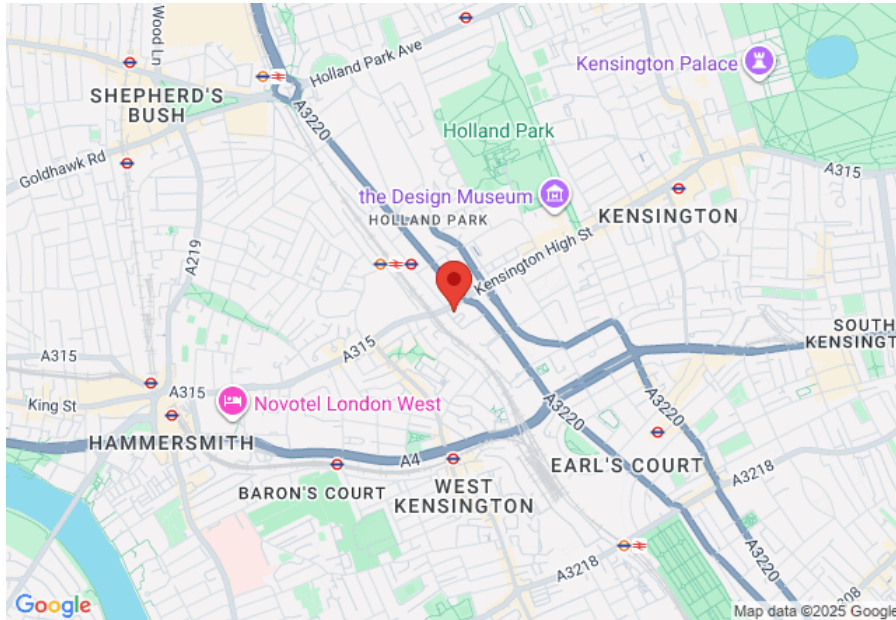 Wood Ln
Holland Park Ave
Kensington Palace
SHEPHERD'S
BUSH
A3220
Holland Park
Goldhawk Rd
A315
the Design Museum
HOLLAND PARK
KENSINGTON
A219
Kensington High St
A315
SOUTH
KENSINGT
A315
A315
King St
Novotel London West
A3220
A3220
HAMMERSMITH
A4
EARL'S COURT
A3218
BARON'S COURT
WEST
KENSINGTON
A3218
A3220
308
Google
Map data ©2025 Google